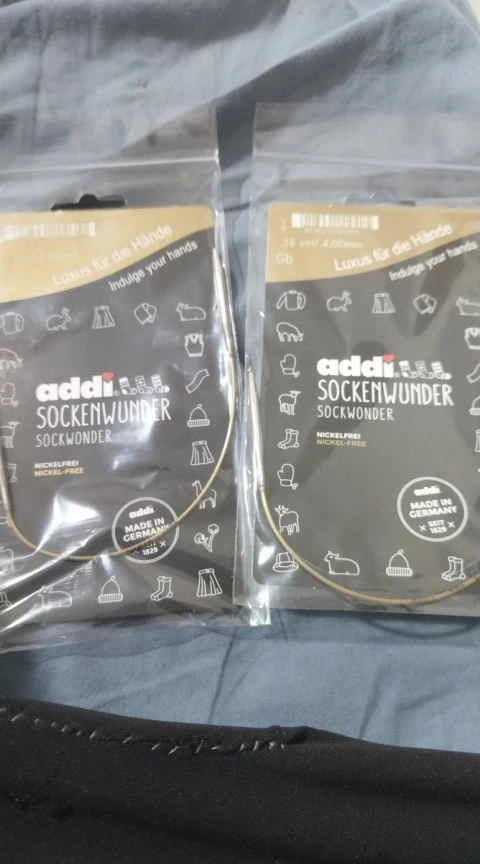 Luxus für die Hände
Indulge your hands
addi
SOCKENWUNDER
SOCKWONDER
NICKELFREI
NICKEL-FREE
addi
MADE IN
GERMANY
SEIT
1829
25 cm/ 4,00mm
Gb
Luxus für die Hände
Indulge your hands
addi
SOCKENWUNDER
SOCKWONDER
NICKELFREI
NICKEL-FREE
addi
MADE IN
GERMANY
SEIT
1829